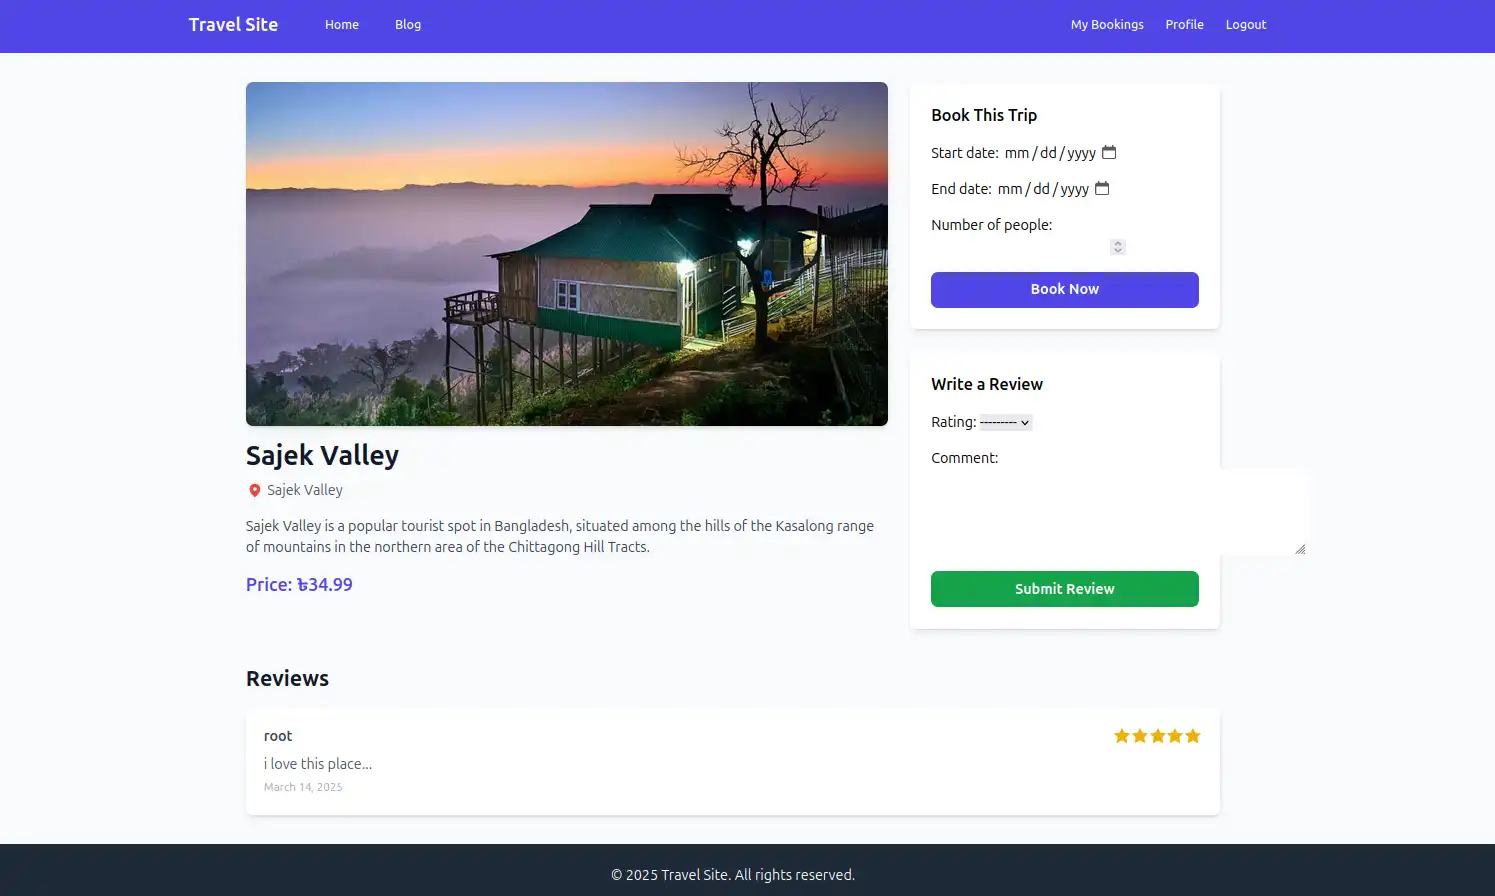 Travel Site
Home
Blog
My Bookings
Profile
Logout
Sajek Valley
Sajek Valley
Sajek Valley is a popular tourist spot in Bangladesh, situated among the hills of the Kasalong range
of mountains in the northern area of the Chittagong Hill Tracts.
Price: ৳34.99
Book This Trip
Start date: mm/dd/yyyy
End date: mm/dd/yyyy
Number of people:
Book Now
Write a Review
Rating: ---------
Comment:
Submit Review
Reviews
root
i love this place...
March 14, 2025
© 2025 Travel Site. All rights reserved.